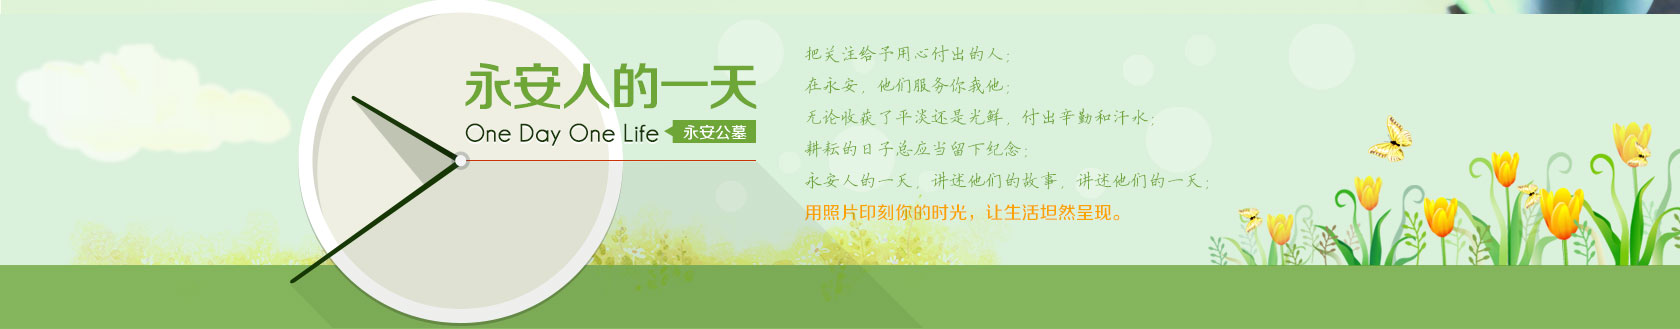 永安人的一天
One Day One Life
永安公墓
把关注给予用心付出的人；
在永安，他们服务你我他；
无论收获了平淡还是光鲜，付出辛勤和汗水；
耕耘的日子总应当留下纪念；
永安人的一天，讲述他们的故事，讲述他们的一天；
用照片印刻你的时光，让生活坦然呈现。